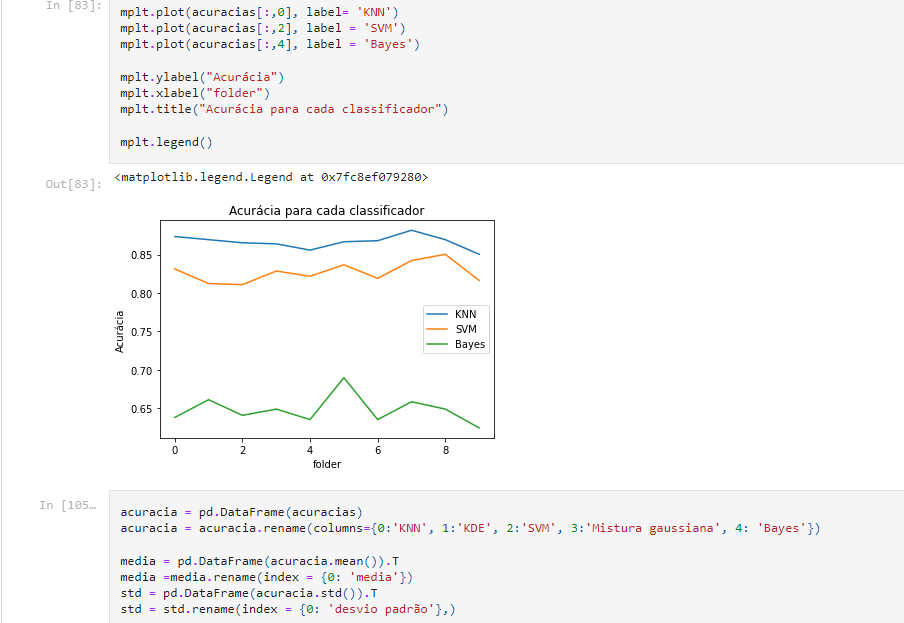 In [83]:
mplt.plot(acuracias[:,0], label= 'KNN')
mplt.plot(acuracias[:,2], label = 'SVM')
mplt.plot(acuracias[:,4], label = 'Bayes')
mplt.ylabel("Acurácia")
mplt.xlabel("folder")
mplt.title("Acurácia para cada classificador")
mplt.legend()
Out[83]:
<matplotlib.legend.Legend at 0x7fc8ef079280>
Acurácia para cada classificador
0.85
0.80
0.75
0.70
0.65
Acurácia
KNN
SVM
Bayes
0 2 4 6 8
folder
In [105…
acuracia = pd.DataFrame(acuracias)
acuracia = acuracia.rename(columns={0:'KNN', 1:'KDE', 2:'SVM', 3:'Mistura gaussiana', 4: 'Bayes'})
media = pd.DataFrame(acuracia.mean()).T
media =media.rename(index = {0: 'media'})
std = pd.DataFrame(acuracia.std()).T
std = std.rename(index = {0: 'desvio padrão'},)